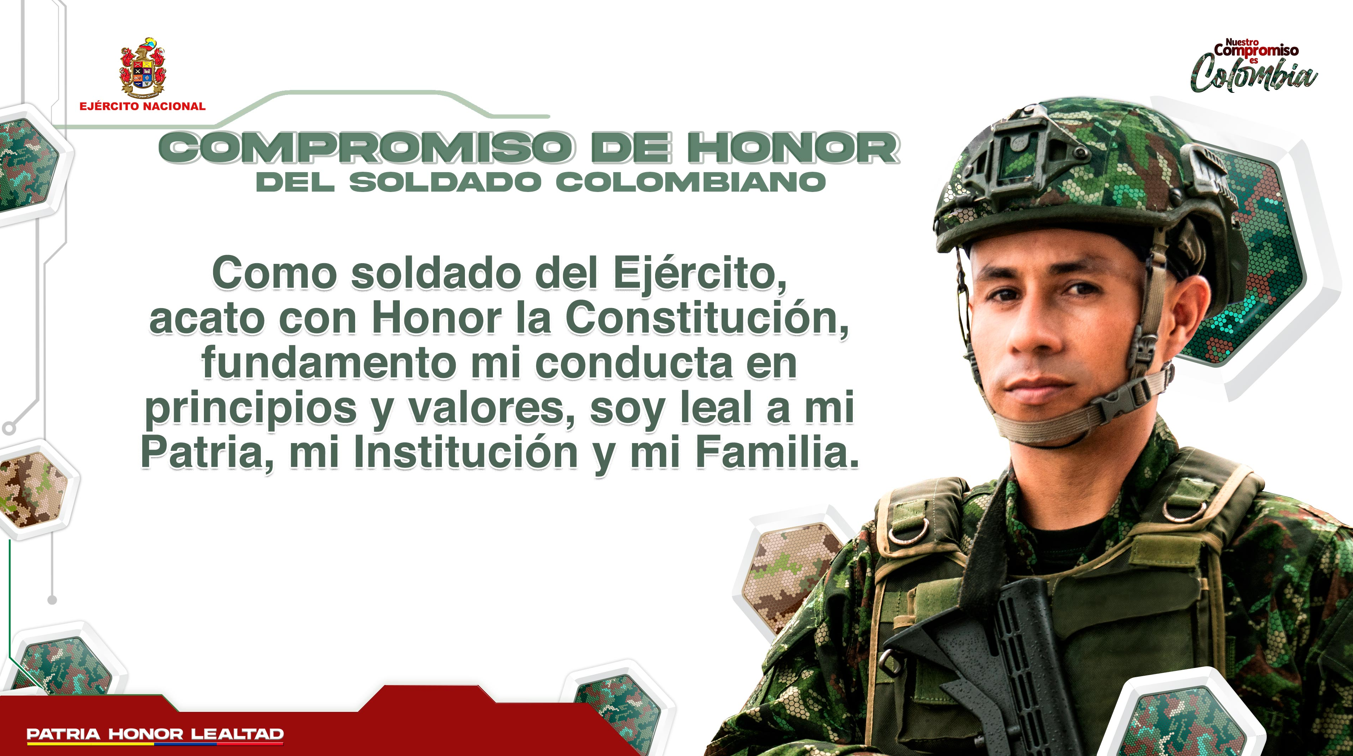 EJÉRCITO NACIONAL
Nuestro
Compromiso
es
Colombia
COMPROMISO DE HONOR
DEL SOLDADO COLOMBIANO
Como soldado del Ejército,
acato con Honor la Constitución,
fundamento mi conducta en
principios y valores, soy leal a mi
Patria, mi Institución y mi Familia.
PATRIA HONOR LEALTAD